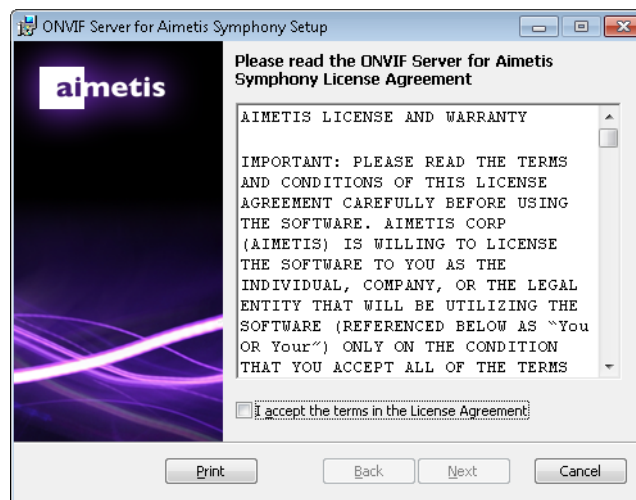 ONVIF Server for Aimetis Symphony Setup
aimetis
Please read the ONVIF Server for Aimetis
Symphony License Agreement
AIMETIS LICENSE AND WARRANTY
IMPORTANT: PLEASE READ THE TERMS
AND CONDITIONS OF THIS LICENSE
AGREEMENT CAREFULLY BEFORE USING
THE SOFTWARE. AIMETIS CORP
(AIMETIS) IS WILLING TO LICENSE
THE SOFTWARE TO YOU AS THE
INDIVIDUAL, COMPANY, OR THE LEGAL
ENTITY THAT WILL BE UTILIZING THE
SOFTWARE (REFERENCED BELOW AS “You
OR Your”) ONLY ON THE CONDITION
THAT YOU ACCEPT ALL OF THE TERMS
I accept the terms in the License Agreement
Print Back Next Cancel